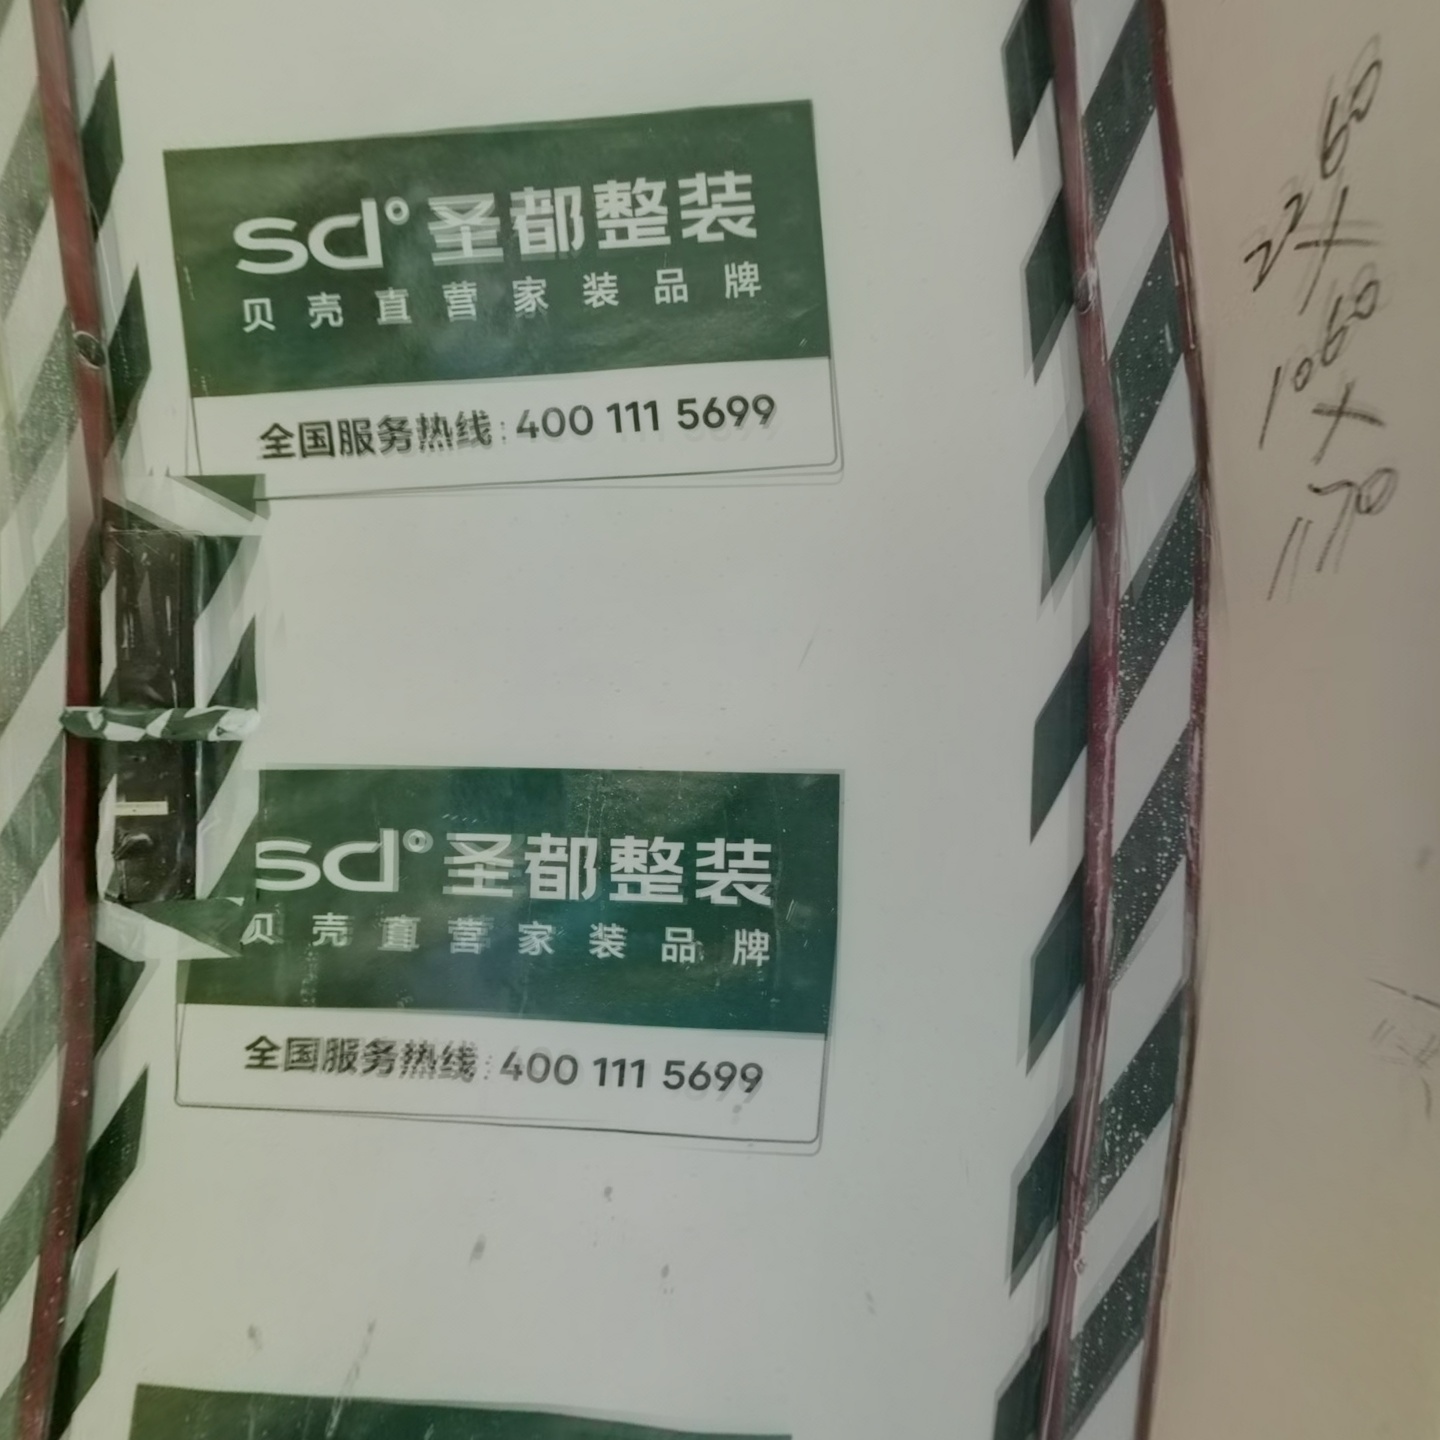 sd° 圣都整装
贝壳直营家装品牌
全国服务热线:400 111 5699
sd° 圣都整装
贝壳直营家装品牌
全国服务热线:400 111 5699
2260
×
1060
×
1170